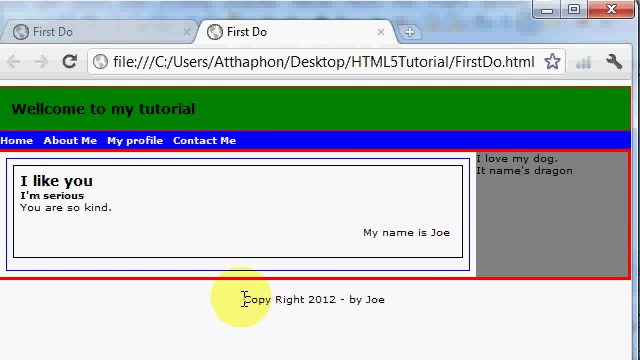 First Do
First Do
file:///C:/Users/Atthaphon/Desktop/HTML5Tutorial/FirstDo.html
Wellcome to my tutorial
Home About Me My profile Contact Me
I like you
I'm serious
You are so kind.
My name is Joe
I love my dog.
It name's dragon
Copy Right 2012 - by Joe